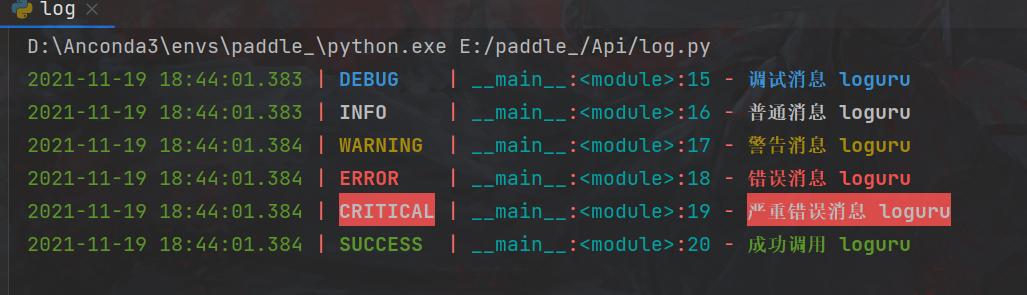 log
D:\Anconda3\envs\paddle_\python.exe E:/paddle_/Api/log.py
2021-11-19 18:44:01.383 | DEBUG    | __main__:<module>:15 - 调试消息 loguru
2021-11-19 18:44:01.383 | INFO     | __main__:<module>:16 - 普通消息 loguru
2021-11-19 18:44:01.384 | WARNING  | __main__:<module>:17 - 警告消息 loguru
2021-11-19 18:44:01.384 | ERROR    | __main__:<module>:18 - 错误消息 loguru
2021-11-19 18:44:01.384 | CRITICAL | __main__:<module>:19 - 严重错误消息 loguru
2021-11-19 18:44:01.384 | SUCCESS  | __main__:<module>:20 - 成功调用 loguru